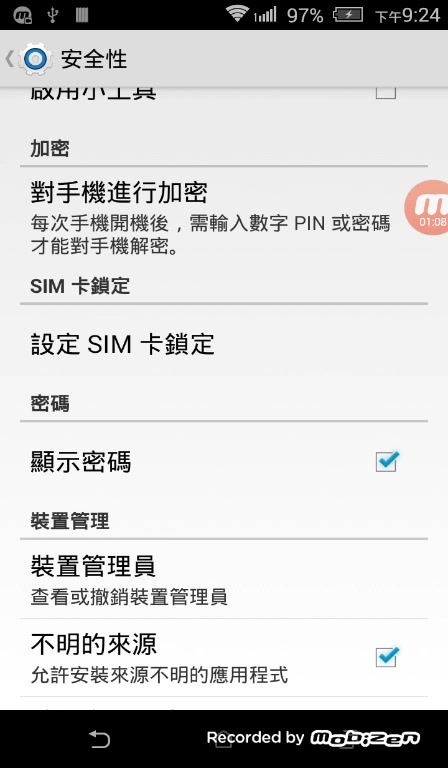 97% 下午9:24
安全性
啟用小工具
加密
對手機進行加密
每次手機開機後，需輸入數字 PIN 或密碼
才能對手機解密。
01:08
SIM 卡鎖定
設定 SIM 卡鎖定
密碼
顯示密碼
裝置管理
裝置管理員
查看或撤銷裝置管理員
不明的來源
允許安裝來源不明的應用程式
Recorded by Mobizen